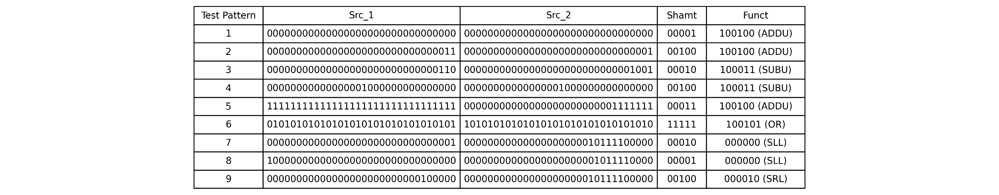 Test Pattern Src_1 Src_2 Shamt Funct
1 00000000000000000000000000000000 00000000000000000000000000000000 00001 100100 (ADDU)
2 00000000000000000000000000000011 00000000000000000000000000000001 00100 100100 (ADDU)
3 00000000000000000000000000000110 00000000000000000000000000001001 00010 100011 (SUBU)
4 00000000000000001000000000000000 00000000000000001000000000000000 00100 100011 (SUBU)
5 11111111111111111111111111111111 00000000000000000000000001111111 00011 100100 (ADDU)
6 01010101010101010101010101010101 10101010101010101010101010101010 11111 100101 (OR)
7 00000000000000000000000000000001 00000000000000000000010111100000 00010 000000 (SLL)
8 10000000000000000000000000000000 00000000000000000000001011110000 00001 000000 (SLL)
9 00000000000000000000000000100000 00000000000000000000010111100000 00100 000010 (SRL)